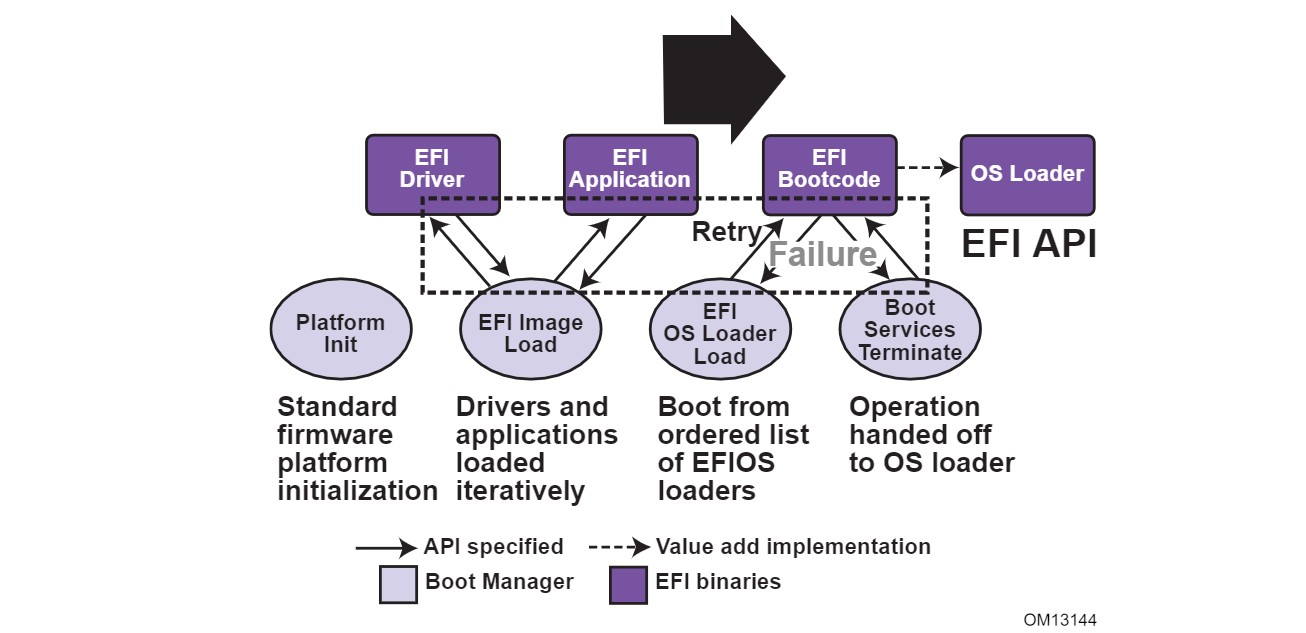 EFI
Driver
EFI
Application
EFI
Bootcode
OS Loader
Retry
Failure
EFI API
Platform
Init
EFI Image
Load
EFI
OS Loader
Load
Boot
Services
Terminate
Standard
firmware
platform
initialization
Drivers and
applications
loaded
iteratively
Boot from
ordered list
of EFIOS
loaders
Operation
handed off
to OS loader
API specified
Value add implementation
Boot Manager
EFI binaries
OM13144